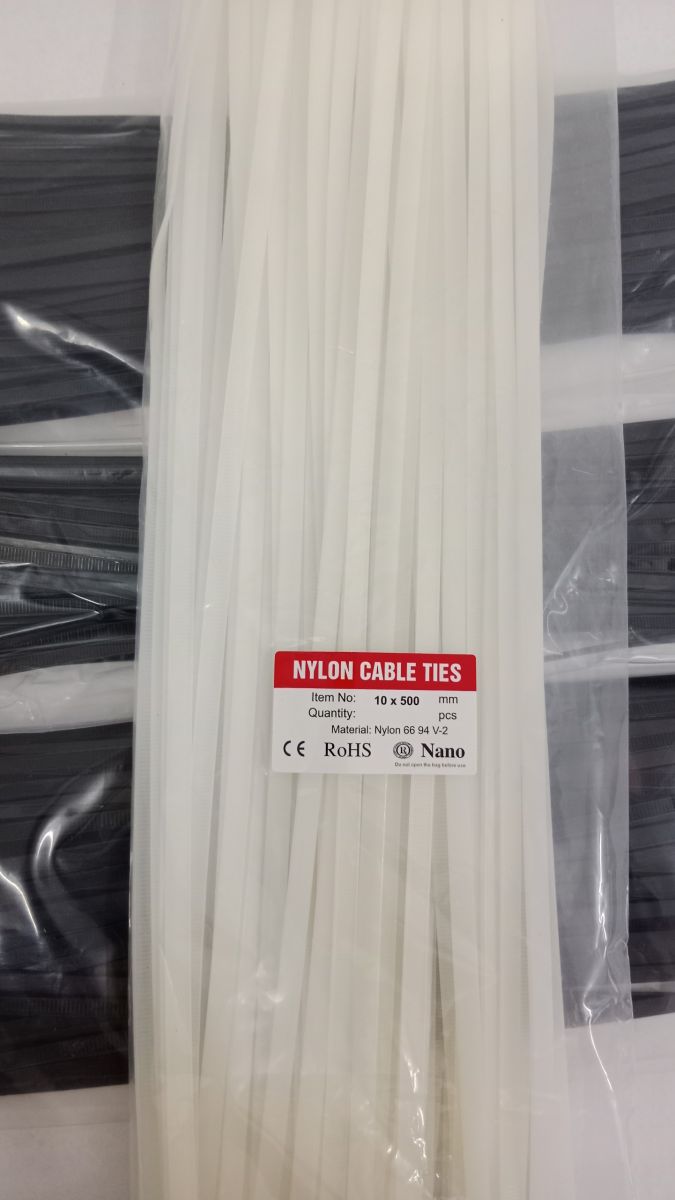 NYLON CABLE TIES
Item No: 10 x 500 mm
Quantity: pcs
Material: Nylon 66 94 V-2
CE RoHS ® Nano
Do not open the bag before use